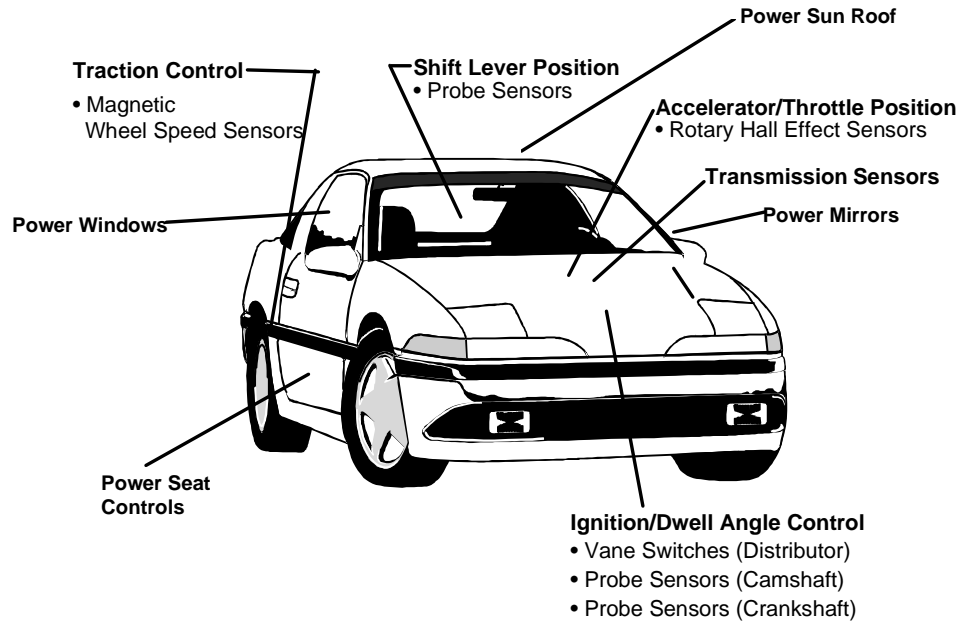 Power Sun Roof
Traction Control
• Magnetic
Wheel Speed Sensors
Shift Lever Position
• Probe Sensors
Accelerator/Throttle Position
• Rotary Hall Effect Sensors
Transmission Sensors
Power Mirrors
Power Windows
Power Seat
Controls
Ignition/Dwell Angle Control
• Vane Switches (Distributor)
• Probe Sensors (Camshaft)
• Probe Sensors (Crankshaft)